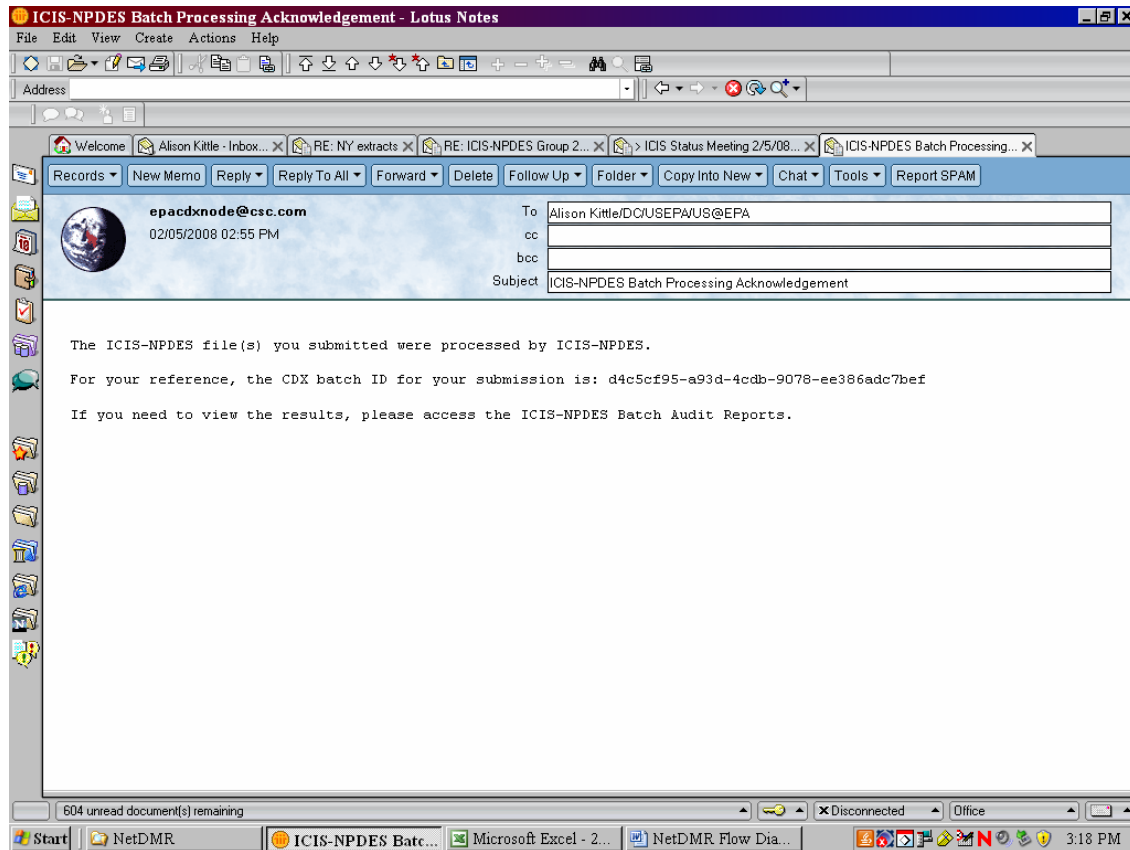 ICIS-NPDES Batch Processing Acknowledgement - Lotus Notes
File Edit View Create Actions Help
Address
Welcome Alison Kittle - Inbox... RE: NY extracts RE: ICIS-NPDES Group 2... > ICIS Status Meeting 2/5/08... ICIS-NPDES Batch Processing...
Records New Memo Reply Reply To All Forward Delete Follow Up Folder Copy Into New Chat Tools Report SPAM
epacdxnode@csc.com
02/05/2008 02:55 PM
To Alison Kittle/DC/USEPA/US@EPA
cc
bcc
Subject ICIS-NPDES Batch Processing Acknowledgement
The ICIS-NPDES file(s) you submitted were processed by ICIS-NPDES.
For your reference, the CDX batch ID for your submission is: d4c5cf95-a93d-4cdb-9078-ee386adc7bef
If you need to view the results, please access the ICIS-NPDES Batch Audit Reports.
604 unread document(s) remaining Disconnected Office
Start NetDMR ICIS-NPDES Batc... Microsoft Excel - 2... NetDMR Flow Dia... 3:18 PM